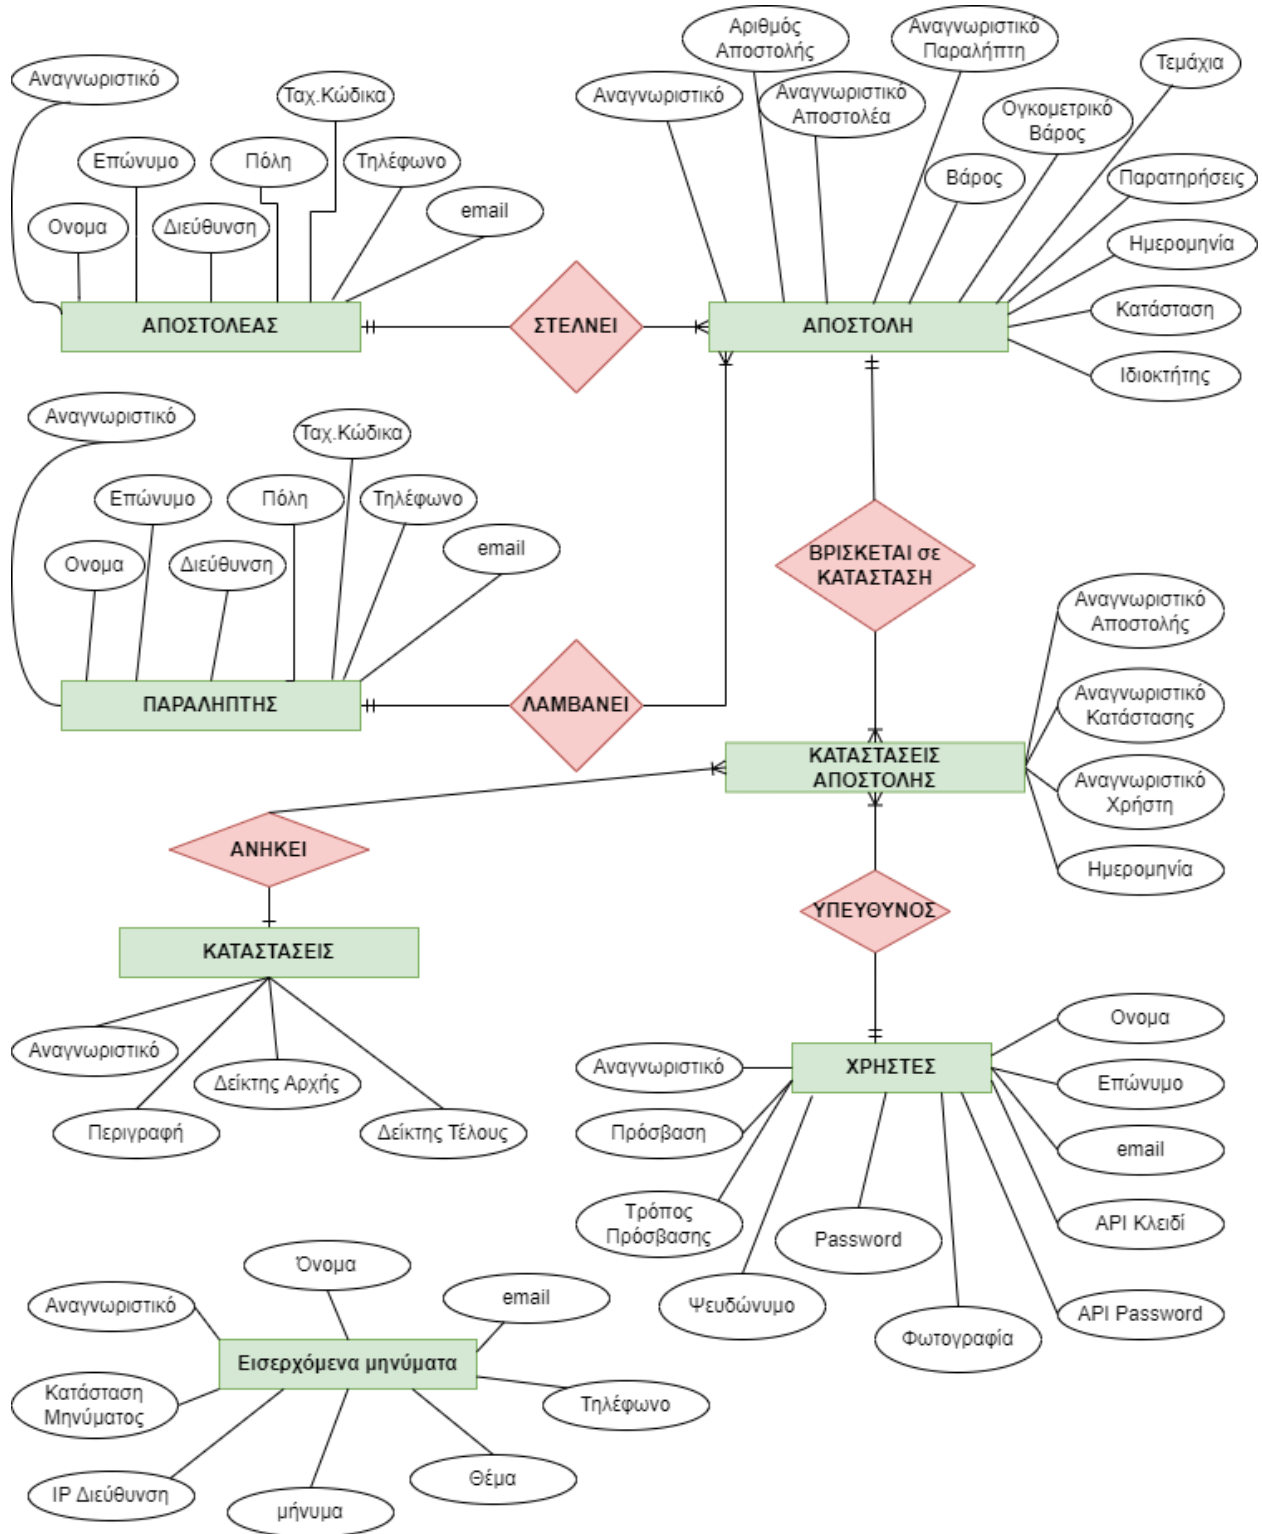 Αναγνωριστικό
Επώνυμο
Ονομα
Διεύθυνση
Πόλη
Ταχ.Κώδικα
Τηλέφωνο
email
ΑΠΟΣΤΟΛΕΑΣ
ΣΤΕΛΝΕΙ
Αναγνωριστικό
Αριθμός
Αποστολής
Αναγνωριστικό
Αποστολέα
Αναγνωριστικό
Παραλήπτη
Βάρος
Ογκομετρικό
Βάρος
Τεμάχια
Παρατηρήσεις
Ημερομηνία
Κατάσταση
Ιδιοκτήτης
ΑΠΟΣΤΟΛΗ
Αναγνωριστικό
Επώνυμο
Ονομα
Διεύθυνση
Πόλη
Ταχ.Κώδικα
Τηλέφωνο
email
ΠΑΡΑΛΗΠΤΗΣ
ΛΑΜΒΑΝΕΙ
ΒΡΙΣΚΕΤΑΙ σε
ΚΑΤΑΣΤΑΣΗ
ΚΑΤΑΣΤΑΣΕΙΣ
ΑΠΟΣΤΟΛΗΣ
Αναγνωριστικό
Αποστολής
Αναγνωριστικό
Κατάστασης
Αναγνωριστικό
Χρήστη
Ημερομηνία
ΑΝΗΚΕΙ
ΥΠΕΥΘΥΝΟΣ
ΚΑΤΑΣΤΑΣΕΙΣ
Αναγνωριστικό
Περιγραφή
Δείκτης Αρχής
Δείκτης Τέλους
ΧΡΗΣΤΕΣ
Αναγνωριστικό
Πρόσβαση
Τρόπος
Πρόσβασης
Ψευδώνυμο
Password
Φωτογραφία
Ονομα
Επώνυμο
email
API Κλειδί
API Password
Εισερχόμενα μηνύματα
Όνομα
Αναγνωριστικό
email
Κατάσταση
Μηνύματος
Τηλέφωνο
IP Διεύθυνση
μήνυμα
Θέμα